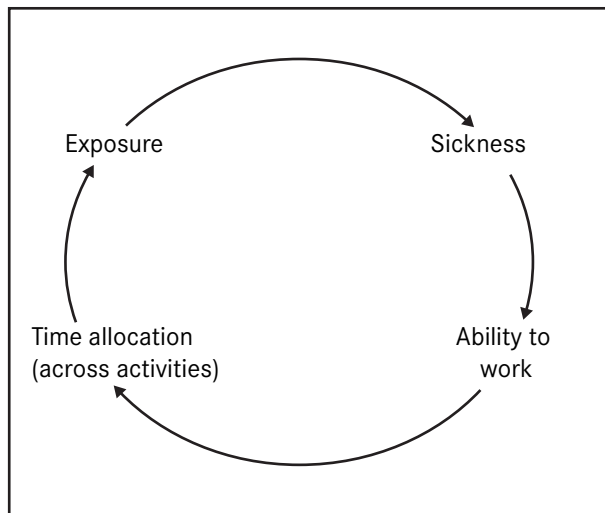 Exposure
Sickness
Time allocation
(across activities)
Ability to
work